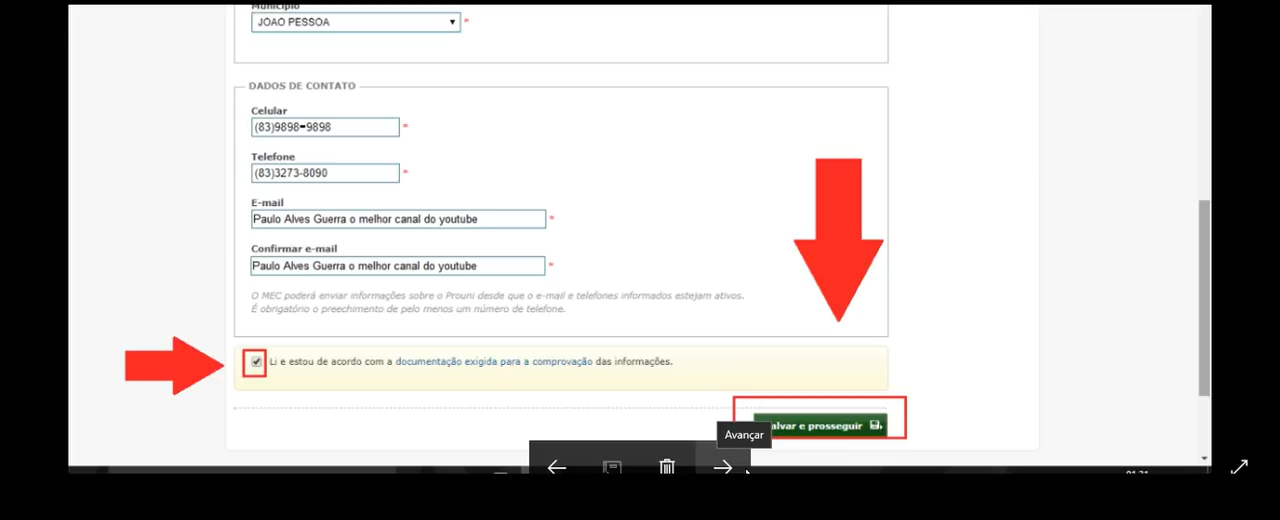 Município
JOAO PESSOA
*
DADOS DE CONTATO
Celular
(83)9898-9898 *
Telefone
(83)3273-8090 *
E-mail
Paulo Alves Guerra o melhor canal do youtube *
Confirmar e-mail
Paulo Alves Guerra o melhor canal do youtube *
O MEC poderá enviar informações sobre o Prouni desde que o e-mail e telefones informados estejam ativos.
É obrigatório o preechimento de pelo menos um número de telefone.
Li e estou de acordo com a documentação exigida para a comprovação das informações.
alvar e prosseguir
Avançar